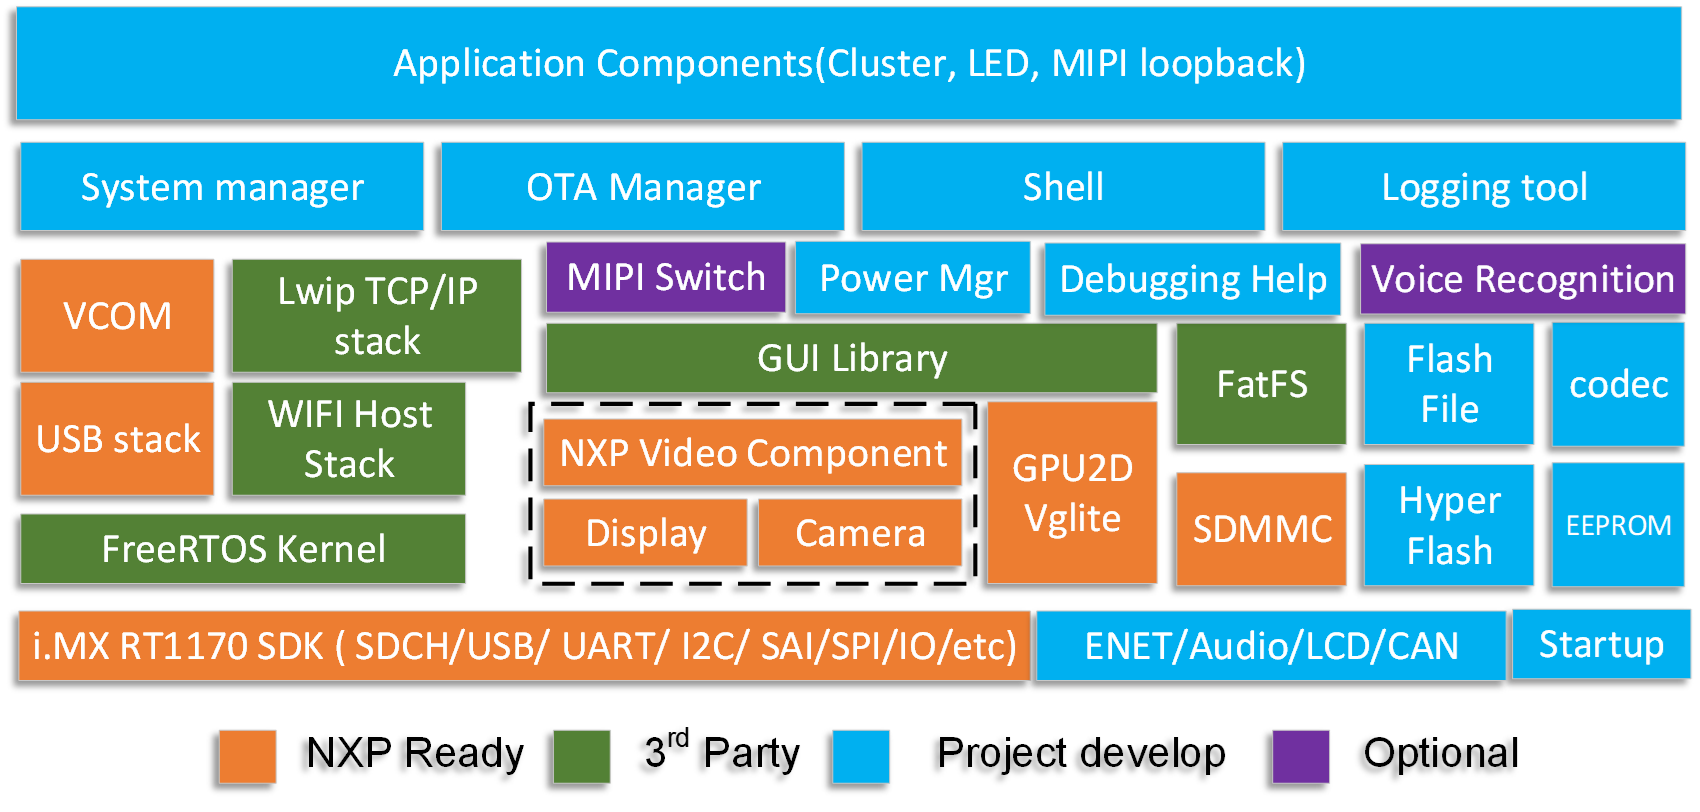 Application Components(Cluster, LED, MIPI loopback)
System manager
OTA Manager
Shell
Logging tool
MIPI Switch
Power Mgr
Debugging Help
Voice Recognition
VCOM
Lwip TCP/IP
stack
GUI Library
FatFS
Flash
File
codec
USB stack
WIFI Host
Stack
NXP Video Component
GPU2D
Vglite
Display
Camera
SDMMC
Hyper
Flash
EEPROM
FreeRTOS Kernel
i.MX RT1170 SDK ( SDCH/USB/ UART/ I2C/ SAI/SPI/IO/etc)
ENET/Audio/LCD/CAN
Startup
NXP Ready
3rd Party
Project develop
Optional